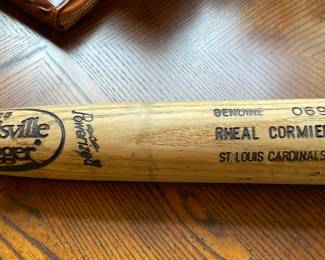 sville
gger
Powerized
GENUINE 069
RHEAL CORMIE
ST. LOUIS CARDINALS